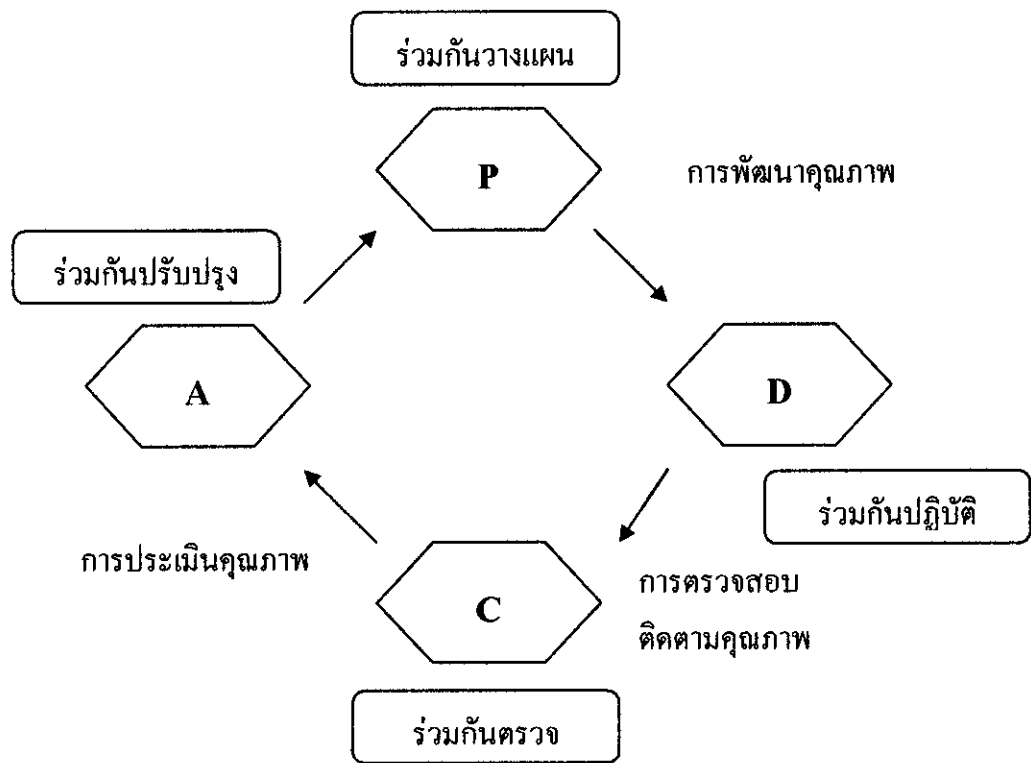 ร่วมกันวางแผน
P
การพัฒนาคุณภาพ
ร่วมกันปรับปรุง
A
D
ร่วมกันปฏิบัติ
การประเมินคุณภาพ
C
การตรวจสอบ
ติดตามคุณภาพ
ร่วมกันตรวจ